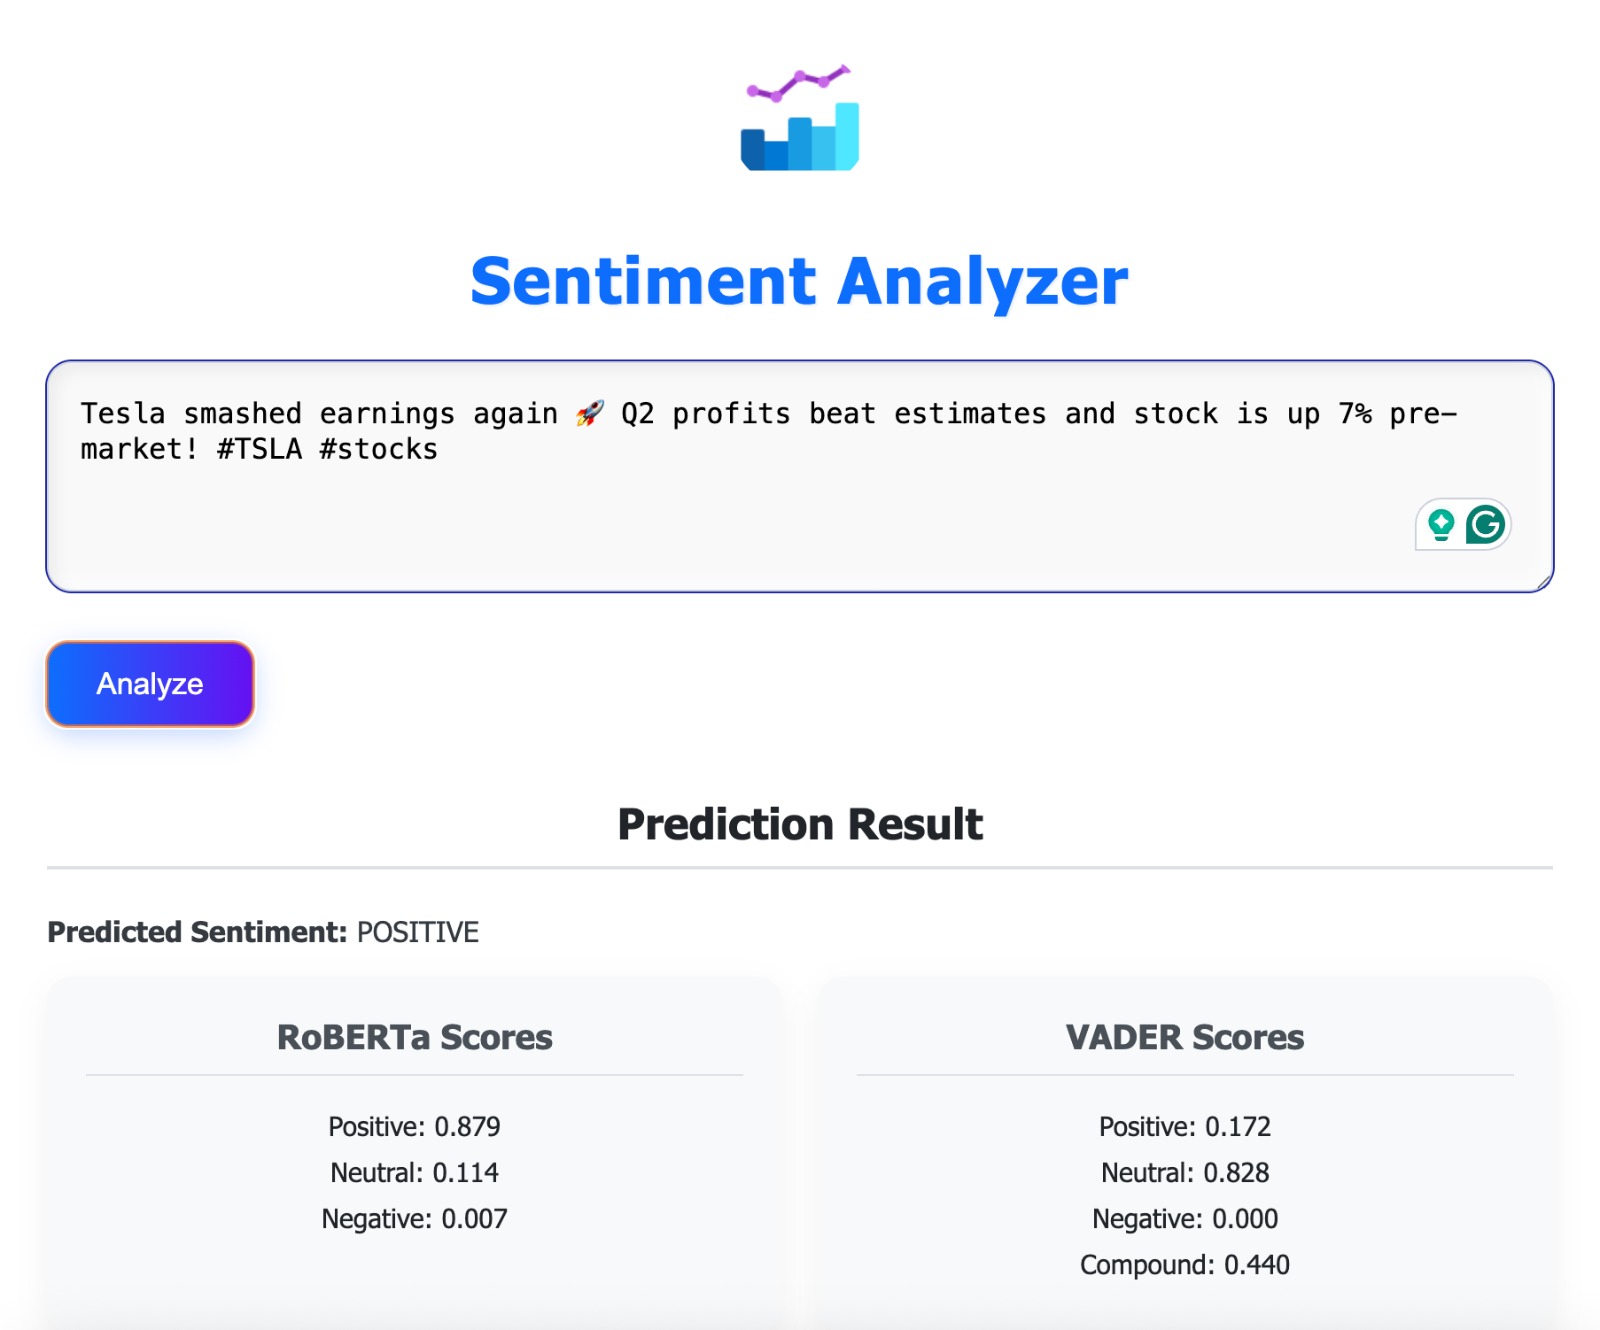 Sentiment Analyzer
Tesla smashed earnings again 🚀 Q2 profits beat estimates and stock is up 7% pre-
market! #TSLA #stocks
Analyze
Prediction Result
Predicted Sentiment: POSITIVE
RoBERTa Scores
Positive: 0.879
Neutral: 0.114
Negative: 0.007
VADER Scores
Positive: 0.172
Neutral: 0.828
Negative: 0.000
Compound: 0.440